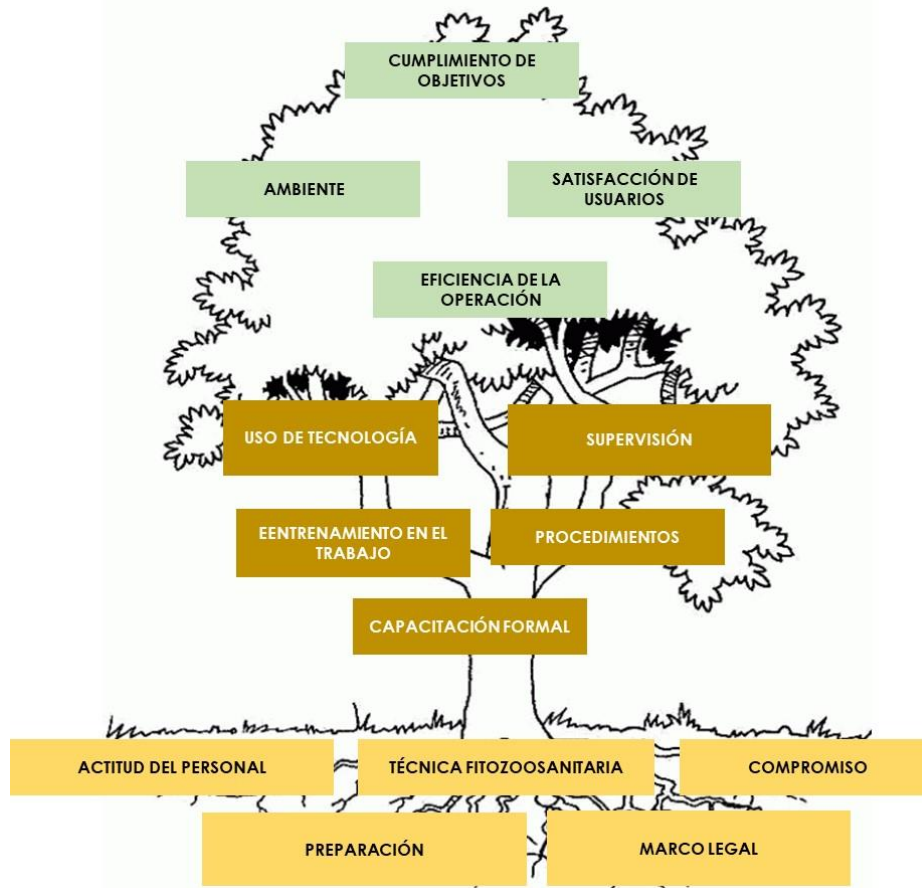 CUMPLIMIENTO DE
OBJETIVOS
AMBIENTE
SATISFACCIÓN DE
USUARIOS
EFICIENCIA DE LA
OPERACIÓN
USO DE TECNOLOGÍA
SUPERVISIÓN
EENTRENAMIENTO EN EL
TRABAJO
PROCEDIMIENTOS
CAPACITACIÓN FORMAL
ACTITUD DEL PERSONAL
TÉCNICA FITOZOOSANITARIA
COMPROMISO
PREPARACIÓN
MARCO LEGAL